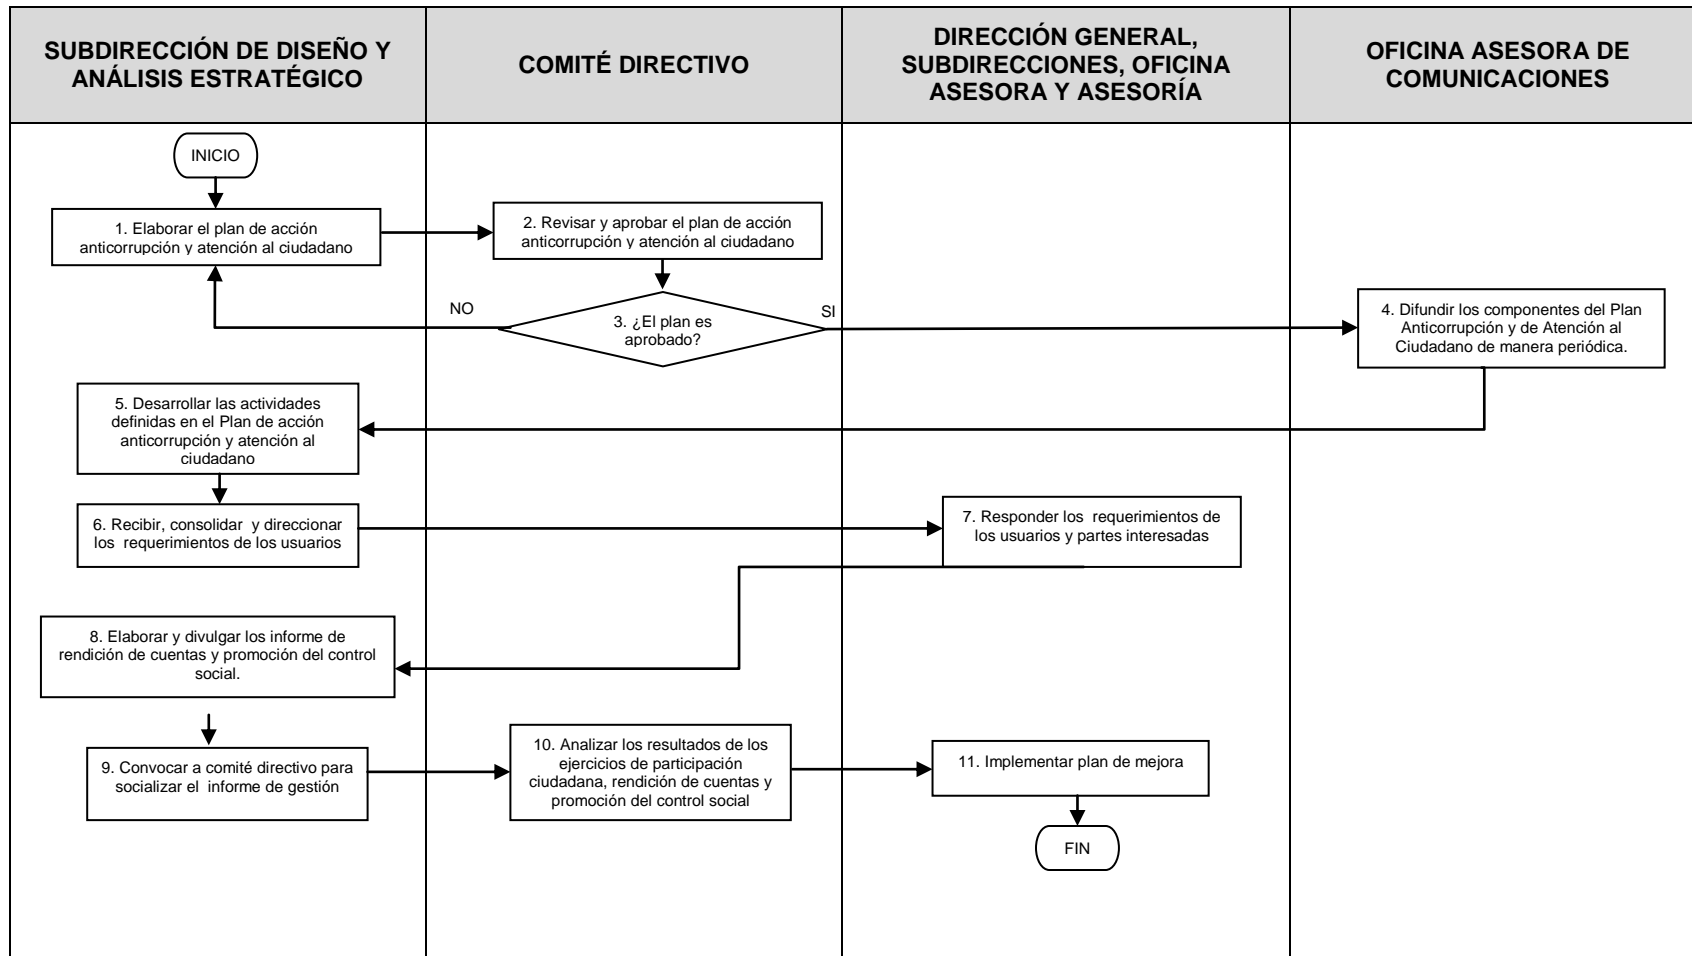 SUBDIRECCIÓN DE DISEÑO Y
ANÁLISIS ESTRATÉGICO
COMITÉ DIRECTIVO
DIRECCIÓN GENERAL,
SUBDIRECCIONES, OFICINA
ASESORA Y ASESORÍA
OFICINA ASESORA DE
COMUNICACIONES
INICIO
1. Elaborar el plan de acción
anticorrupción y atención al ciudadano
2. Revisar y aprobar el plan de acción
anticorrupción y atención al ciudadano
NO
3. ¿El plan es
aprobado?
SI
4. Difundir los componentes del Plan
Anticorrupción y de Atención al
Ciudadano de manera periódica.
5. Desarrollar las actividades
definidas en el Plan de acción
anticorrupción y atención al
ciudadano
6. Recibir, consolidar y direccionar
los requerimientos de los usuarios
7. Responder los requerimientos de
los usuarios y partes interesadas
8. Elaborar y divulgar los informe de
rendición de cuentas y promoción del control
social.
9. Convocar a comité directivo para
socializar el informe de gestión
10. Analizar los resultados de los
ejercicios de participación
ciudadana, rendición de cuentas y
promoción del control social
11. Implementar plan de mejora
FIN